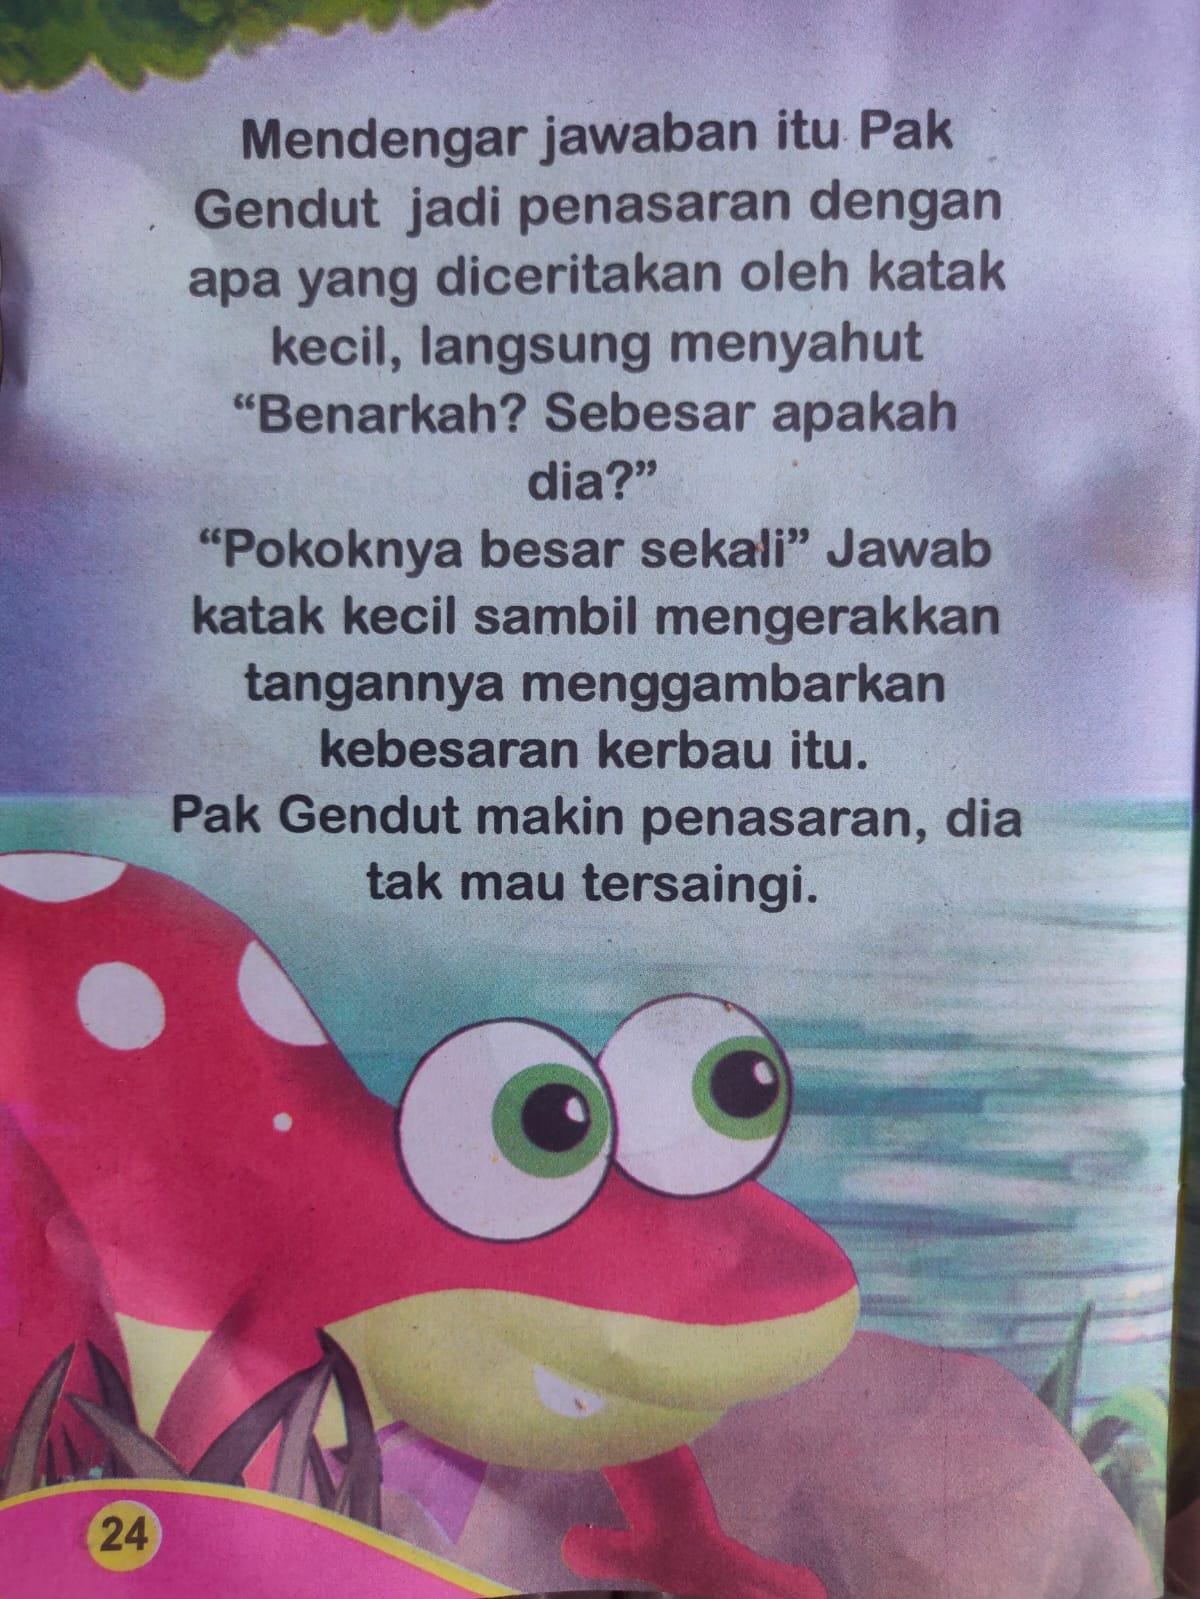 Mendengar jawaban itu Pak
Gendut jadi penasaran dengan
apa yang diceritakan oleh katak
kecil, langsung menyahut
“Benarkah? Sebesar apakah
dia?”
“Pokoknya besar sekali” Jawab
katak kecil sambil mengerakkan
tangannya menggambarkan
kebesaran kerbau itu.
Pak Gendut makin penasaran, dia
tak mau tersaingi.
24